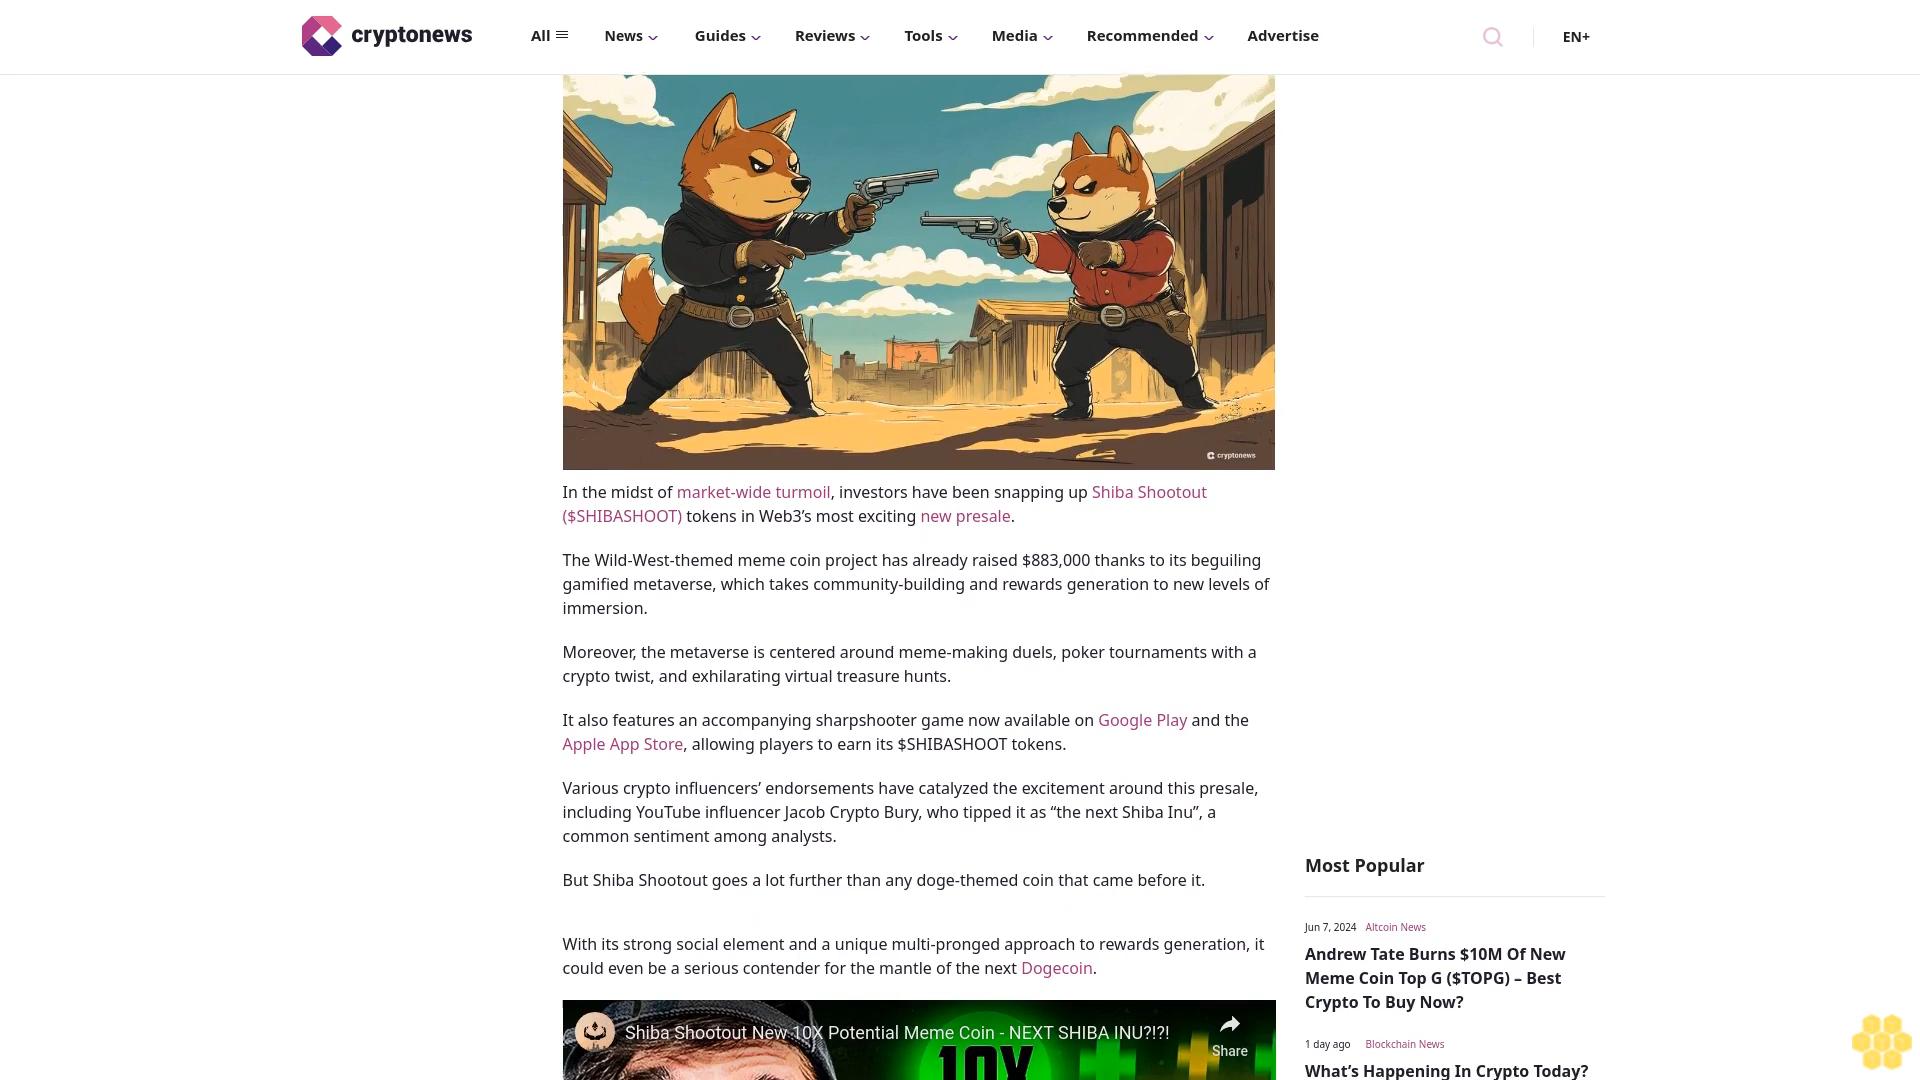 cryptonews
All
News
Guides
Reviews
Tools
Media
Recommended
Advertise
EN+
cryptonews
In the midst of market-wide turmoil, investors have been snapping up Shiba Shootout
($SHIBASHOOT) tokens in Web3’s most exciting new presale.
The Wild-West-themed meme coin project has already raised $883,000 thanks to its beguiling
gamified metaverse, which takes community-building and rewards generation to new levels of
immersion.
Moreover, the metaverse is centered around meme-making duels, poker tournaments with a
crypto twist, and exhilarating virtual treasure hunts.
It also features an accompanying sharpshooter game now available on Google Play and the
Apple App Store, allowing players to earn its $SHIBASHOOT tokens.
Various crypto influencers’ endorsements have catalyzed the excitement around this presale,
including YouTube influencer Jacob Crypto Bury, who tipped it as “the next Shiba Inu”, a
common sentiment among analysts.
But Shiba Shootout goes a lot further than any doge-themed coin that came before it.
With its strong social element and a unique multi-pronged approach to rewards generation, it
could even be a serious contender for the mantle of the next Dogecoin.
Shiba Shootout New 10X Potential Meme Coin - NEXT SHIBA INU?!?!
Share
10X
Most Popular
Jun 7, 2024 Altcoin News
Andrew Tate Burns $10M Of New
Meme Coin Top G ($TOPG) – Best
Crypto To Buy Now?
1 day ago Blockchain News
What’s Happening In Crypto Today?